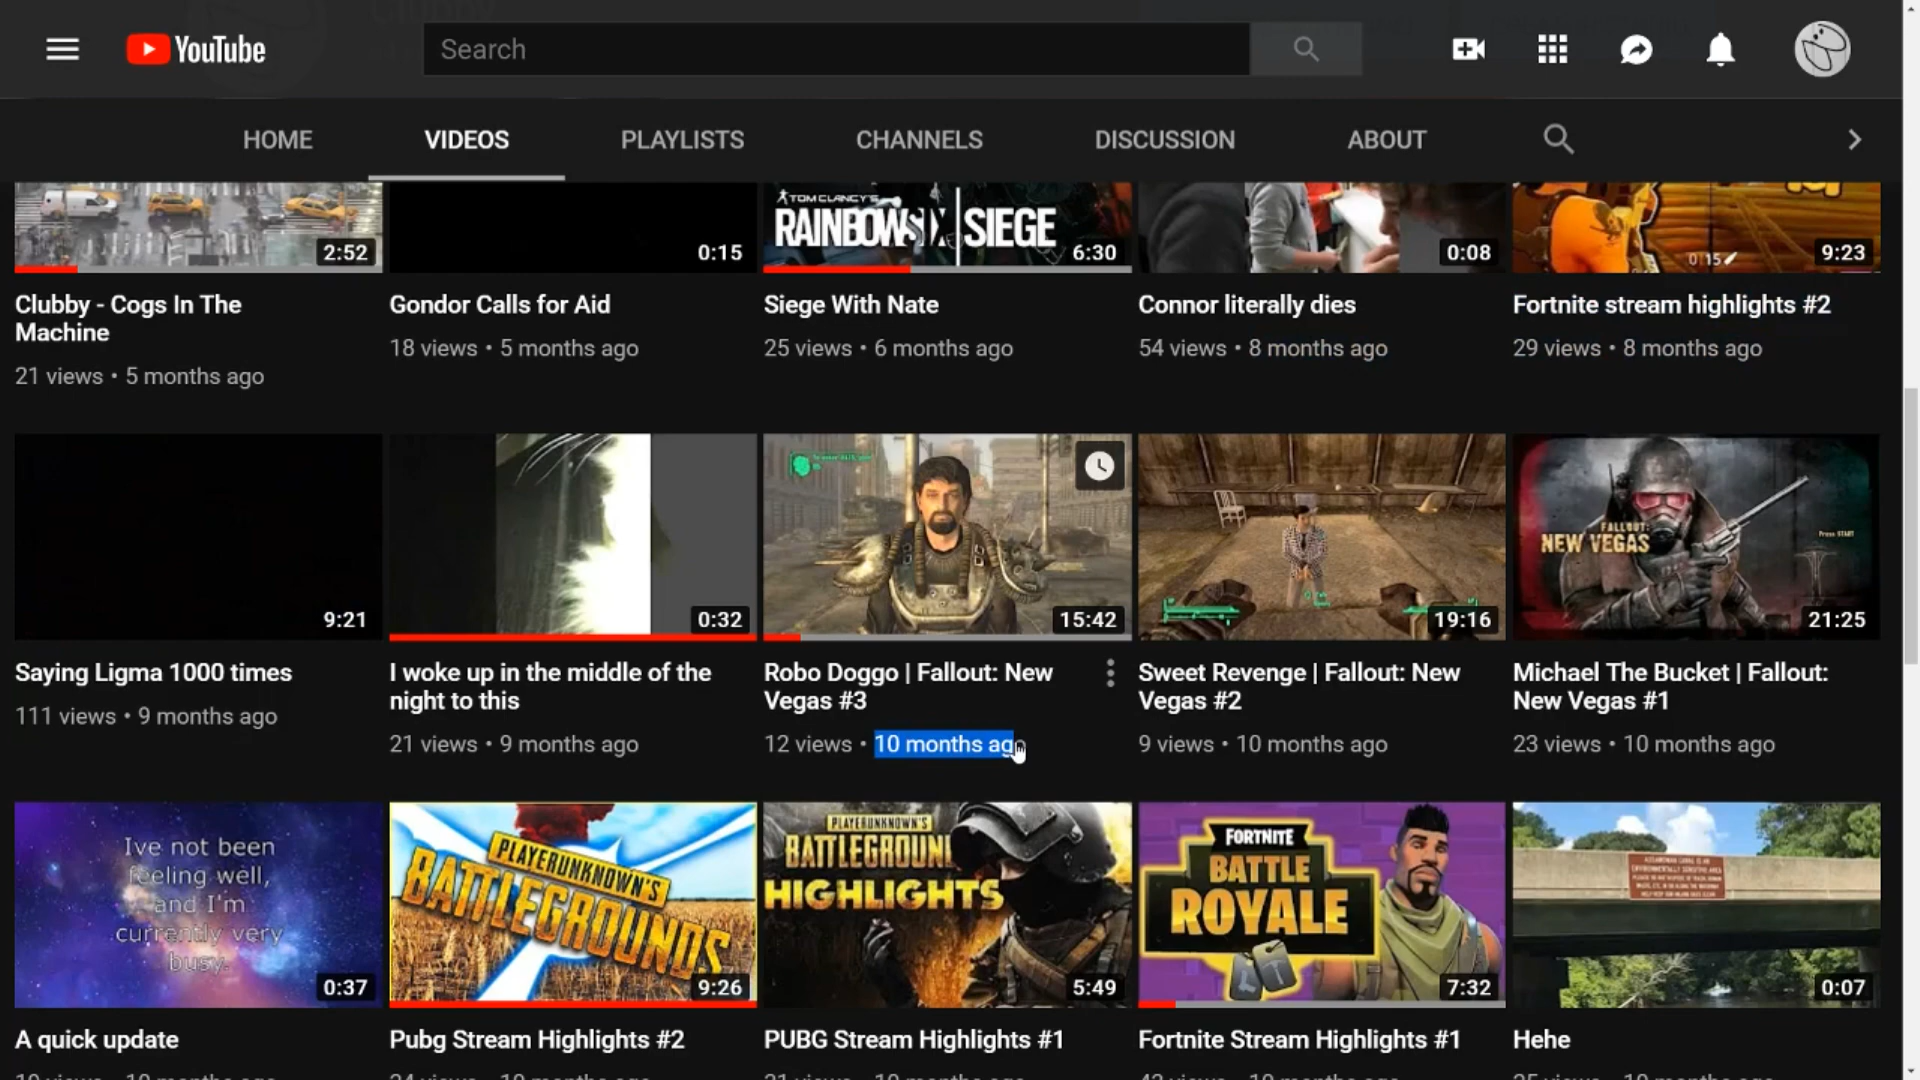 YouTube
Search
HOME
VIDEOS
PLAYLISTS
CHANNELS
DISCUSSION
ABOUT
2:52
0:15
TOM CLANCY'S
RAINBOW SIX | SIEGE
6:30
0:08
0 | 15
9:23
Clubby - Cogs In The
Machine
21 views • 5 months ago
Gondor Calls for Aid
18 views • 5 months ago
Siege With Nate
25 views • 6 months ago
Connor literally dies
54 views • 8 months ago
Fortnite stream highlights #2
29 views • 8 months ago
9:21
0:32
15:42
19:16
FALLOUT:
NEW VEGAS
Press START
21:25
Saying Ligma 1000 times
111 views • 9 months ago
I woke up in the middle of the
night to this
21 views • 9 months ago
Robo Doggo | Fallout: New
Vegas #3
12 views • 10 months ago
Sweet Revenge | Fallout: New
Vegas #2
9 views • 10 months ago
Michael The Bucket | Fallout:
New Vegas #1
23 views • 10 months ago
Ive not been
feeling well,
and I'm
currently very
busy.
0:37
PLAYERUNKNOWN'S
BATTLEGROUNDS
9:26
PLAYERUNKNOWN'S
BATTLEGROUN
HIGHLIGHTS
5:49
FORTNITE
BATTLE
ROYALE
7:32
0:07
A quick update
Pubg Stream Highlights #2
PUBG Stream Highlights #1
Fortnite Stream Highlights #1
Hehe